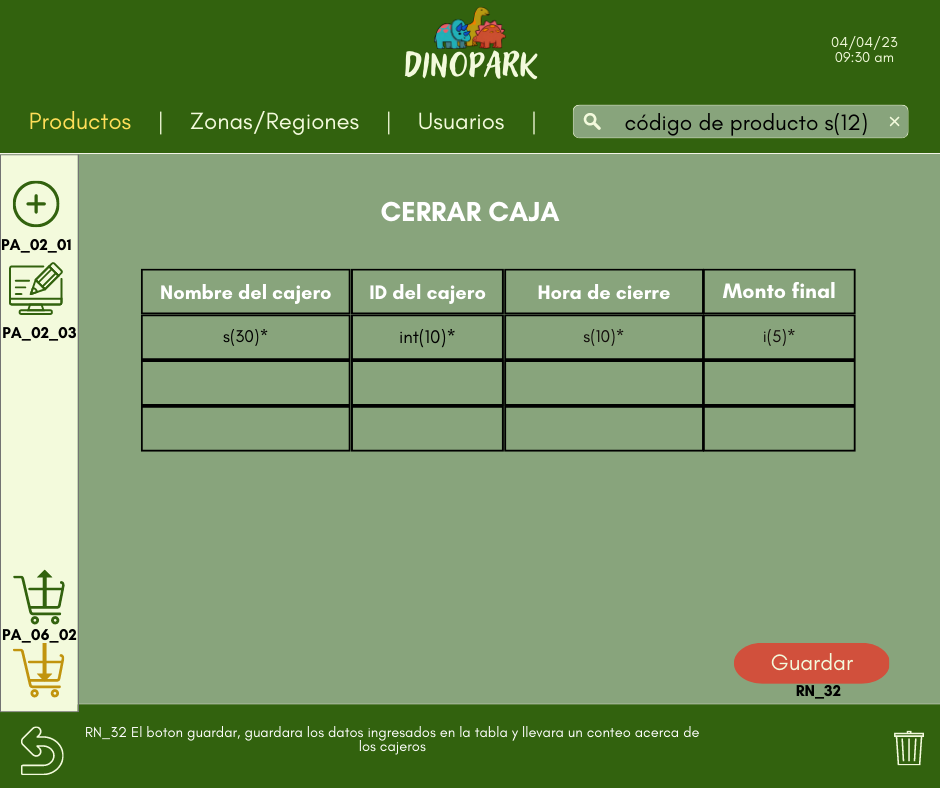 DINOPARK
04/04/23
09:30 am
Productos | Zonas/Regiones | Usuarios |
código de producto s(12) ×
PA_02_01
PA_02_03
CERRAR CAJA
Nombre del cajero ID del cajero Hora de cierre Monto final
s(30)* int(10)* s(10)* i(5)*
PA_06_02
Guardar
RN_32
RN_32 El boton guardar, guardara los datos ingresados en la tabla y llevara un conteo acerca de
los cajeros